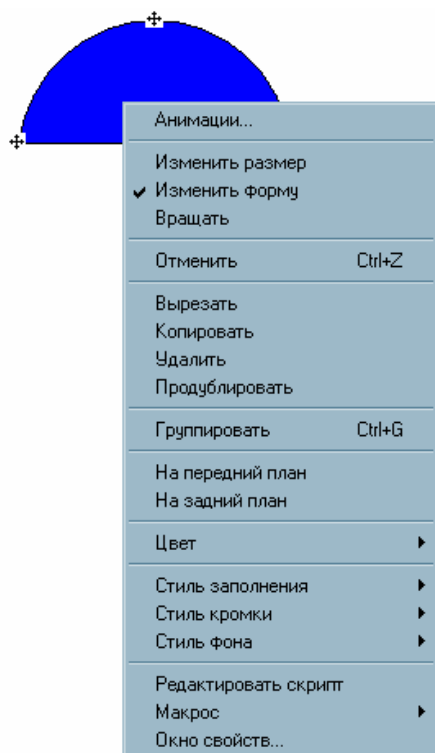 Анимации...
Изменить размер
Изменить форму
Вращать
Отменить Ctrl+Z
Вырезать
Копировать
Удалить
Продублировать
Группировать Ctrl+G
На передний план
На задний план
Цвет
Стиль заполнения
Стиль кромки
Стиль фона
Редактировать скрипт
Макрос
Окно свойств...